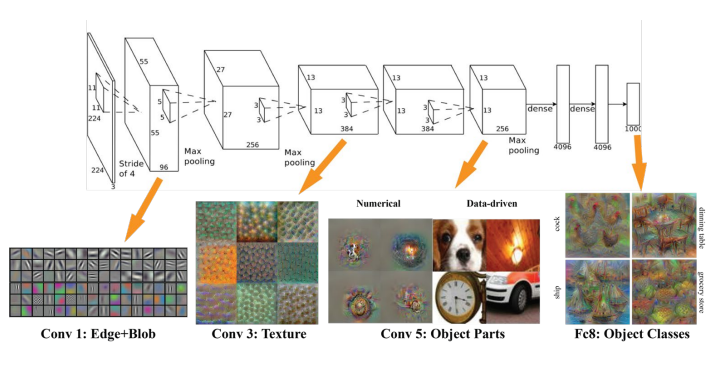 11
11
224
224
3
Stride
of 4
55
55
96
5
5
Max
pooling
27
27
256
3
3
Max
pooling
13
13
384
3
3
13
13
384
3
3
13
13
256
Max
pooling
dense
4096
dense
4096
1000
Numerical
Data-driven
cock
ship
dinning table
grocery store
Conv 1: Edge+Blob
Conv 3: Texture
Conv 5: Object Parts
Fc8: Object Classes